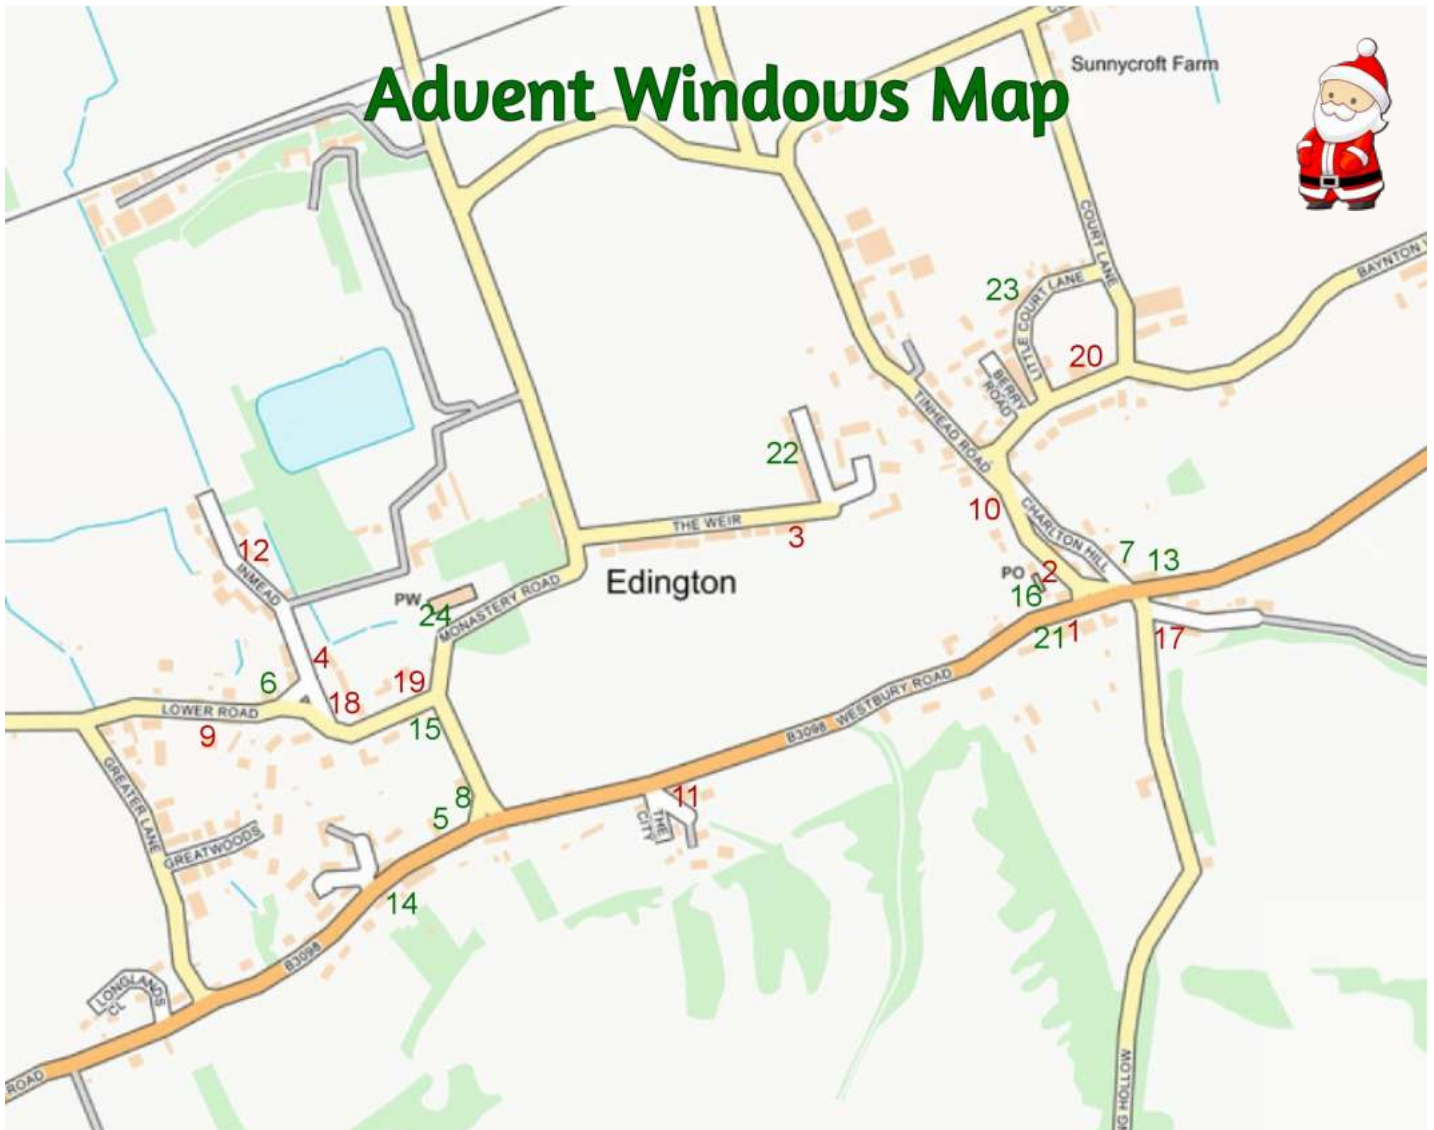 Advent Windows Map
Sunnycroft Farm
COURT LANE
BAYNTON
23
LITTLE COURT LANE
20
BERRY
ROAD
TINHEAD ROAD
22
10
THE WEIR
3
CHARLTON HILL
7
13
12
INMEAD
Edington
PO
2
16
PW
24
MONASTERY ROAD
21
1
17
4
6
19
18
LOWER ROAD
9
15
WESTBURY ROAD
B3098
GREATER LANE
8
5
11
THE
CITY
GREATWOODS
14
B3098
LONGLANDS
CL
ROAD
NG HOLLOW